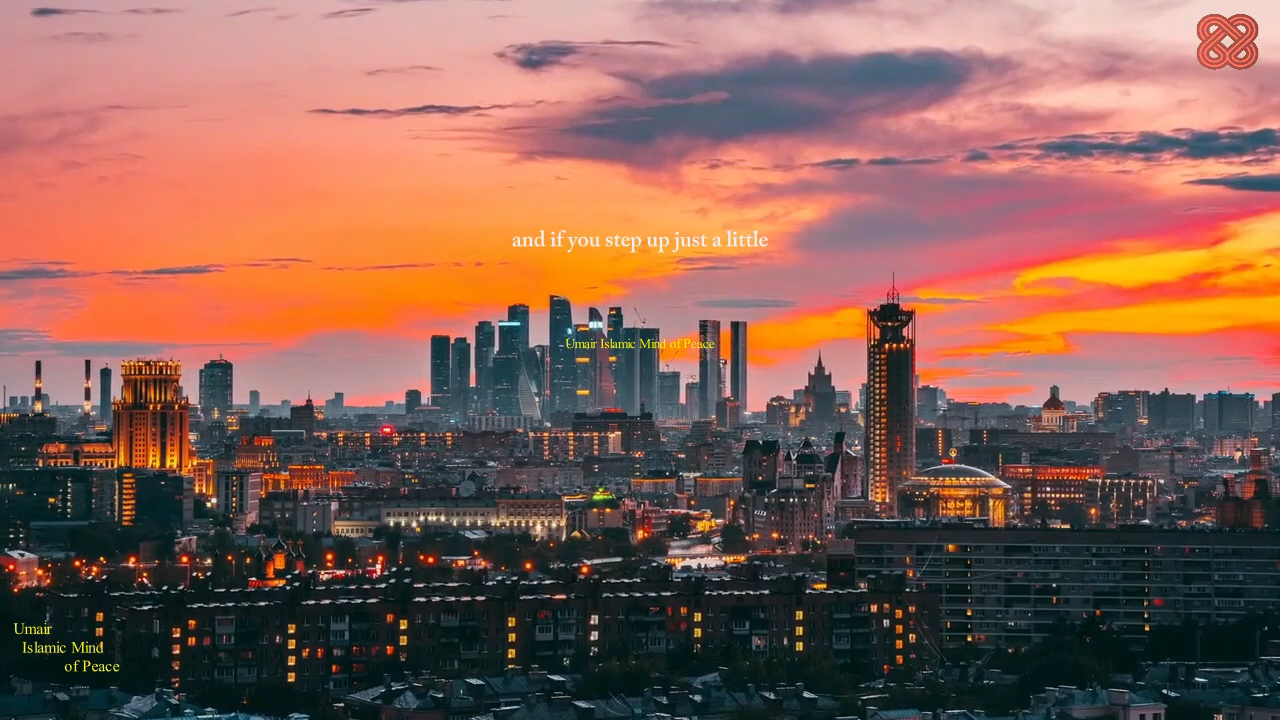 and if you step up just a little
Umair Islamic Mind of Peace
Umair
Islamic Mind
of Peace